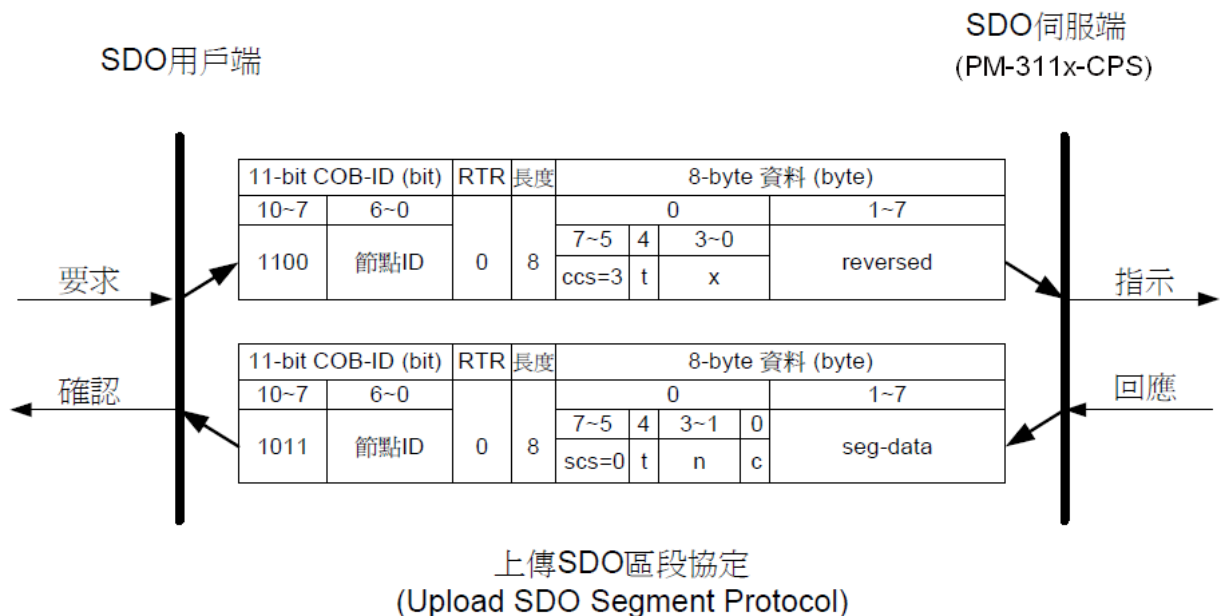 SDO用戶端
SDO伺服端
(PM-311x-CPS)
11-bit COB-ID (bit) RTR 長度 8-byte 資料 (byte)
10~7 6~0 0 1~7
7~5 4 3~0
1100 節點ID 0 8 reversed
ccs=3 t x
要求
指示
11-bit COB-ID (bit) RTR 長度 8-byte 資料 (byte)
10~7 6~0 0 1~7
7~5 4 3~1 0
1011 節點ID 0 8 seg-data
scs=0 t n c
確認
回應
上傳SDO區段協定
(Upload SDO Segment Protocol)